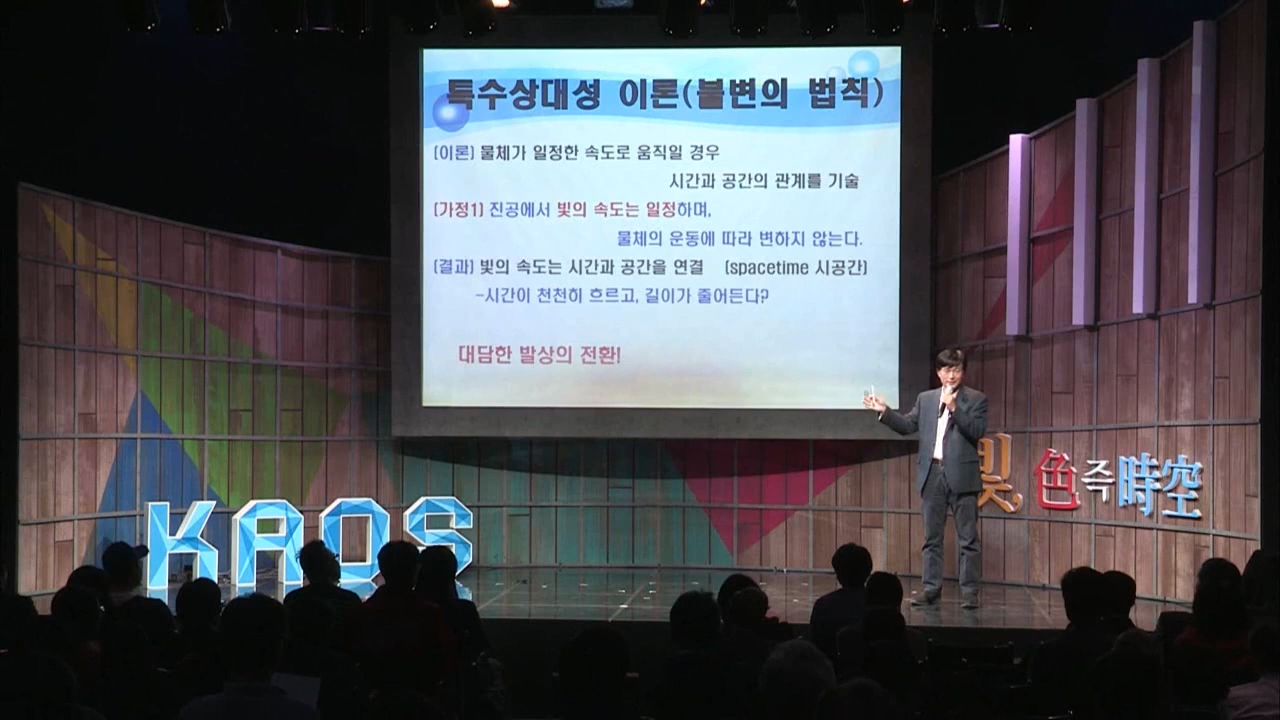 특수상대성 이론(불변의 법칙)
(이론) 물체가 일정한 속도로 움직일 경우
시간과 공간의 관계를 기술
(가정1) 진공에서 빛의 속도는 일정하며,
물체의 운동에 따라 변하지 않는다.
(결과) 빛의 속도는 시간과 공간을 연결 (spacetime 시공간)
-시간이 천천히 흐르고, 길이가 줄어든다?
대담한 발상의 전환!
빛, 色즉時空
KAOS